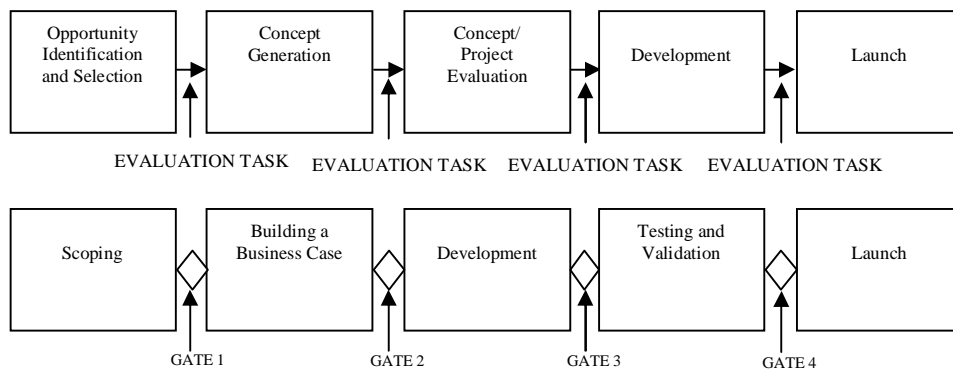 Opportunity
Identification
and Selection
Concept
Generation
Concept/
Project
Evaluation
Development
Launch
EVALUATION TASK
EVALUATION TASK
EVALUATION TASK
EVALUATION TASK
Scoping
Building a
Business Case
Development
Testing and
Validation
Launch
GATE 1
GATE 2
GATE 3
GATE 4